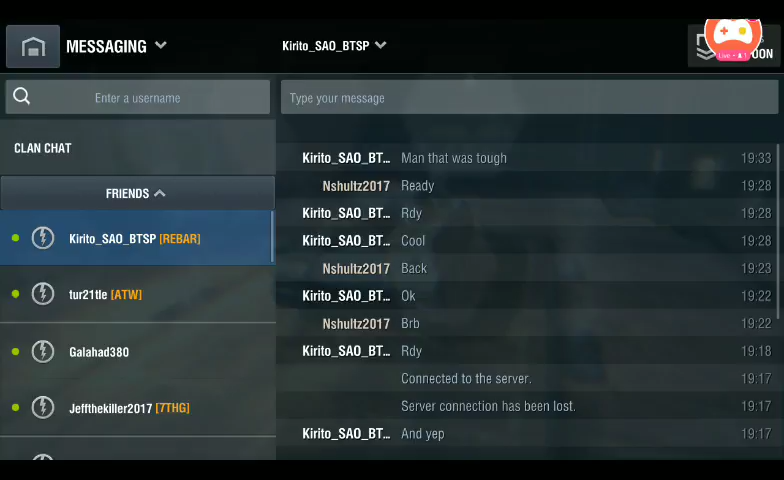 MESSAGING
Kirito_SAO_BTSP
OON
Live • 1
Enter a username
Type your message
CLAN CHAT
FRIENDS
Kirito_SAO_BTSP [REBAR]
tur21tle [ATW]
Galahad380
Jeffthekiller2017 [7THG]
Kirito_SAO_BT... Man that was tough 19:33
Nshultz2017 Ready 19:28
Kirito_SAO_BT... Rdy 19:28
Kirito_SAO_BT... Cool 19:28
Nshultz2017 Back 19:23
Kirito_SAO_BT... Ok 19:22
Nshultz2017 Brb 19:22
Kirito_SAO_BT... Rdy 19:18
Connected to the server. 19:17
Server connection has been lost. 19:17
Kirito_SAO_BT... And yep 19:17